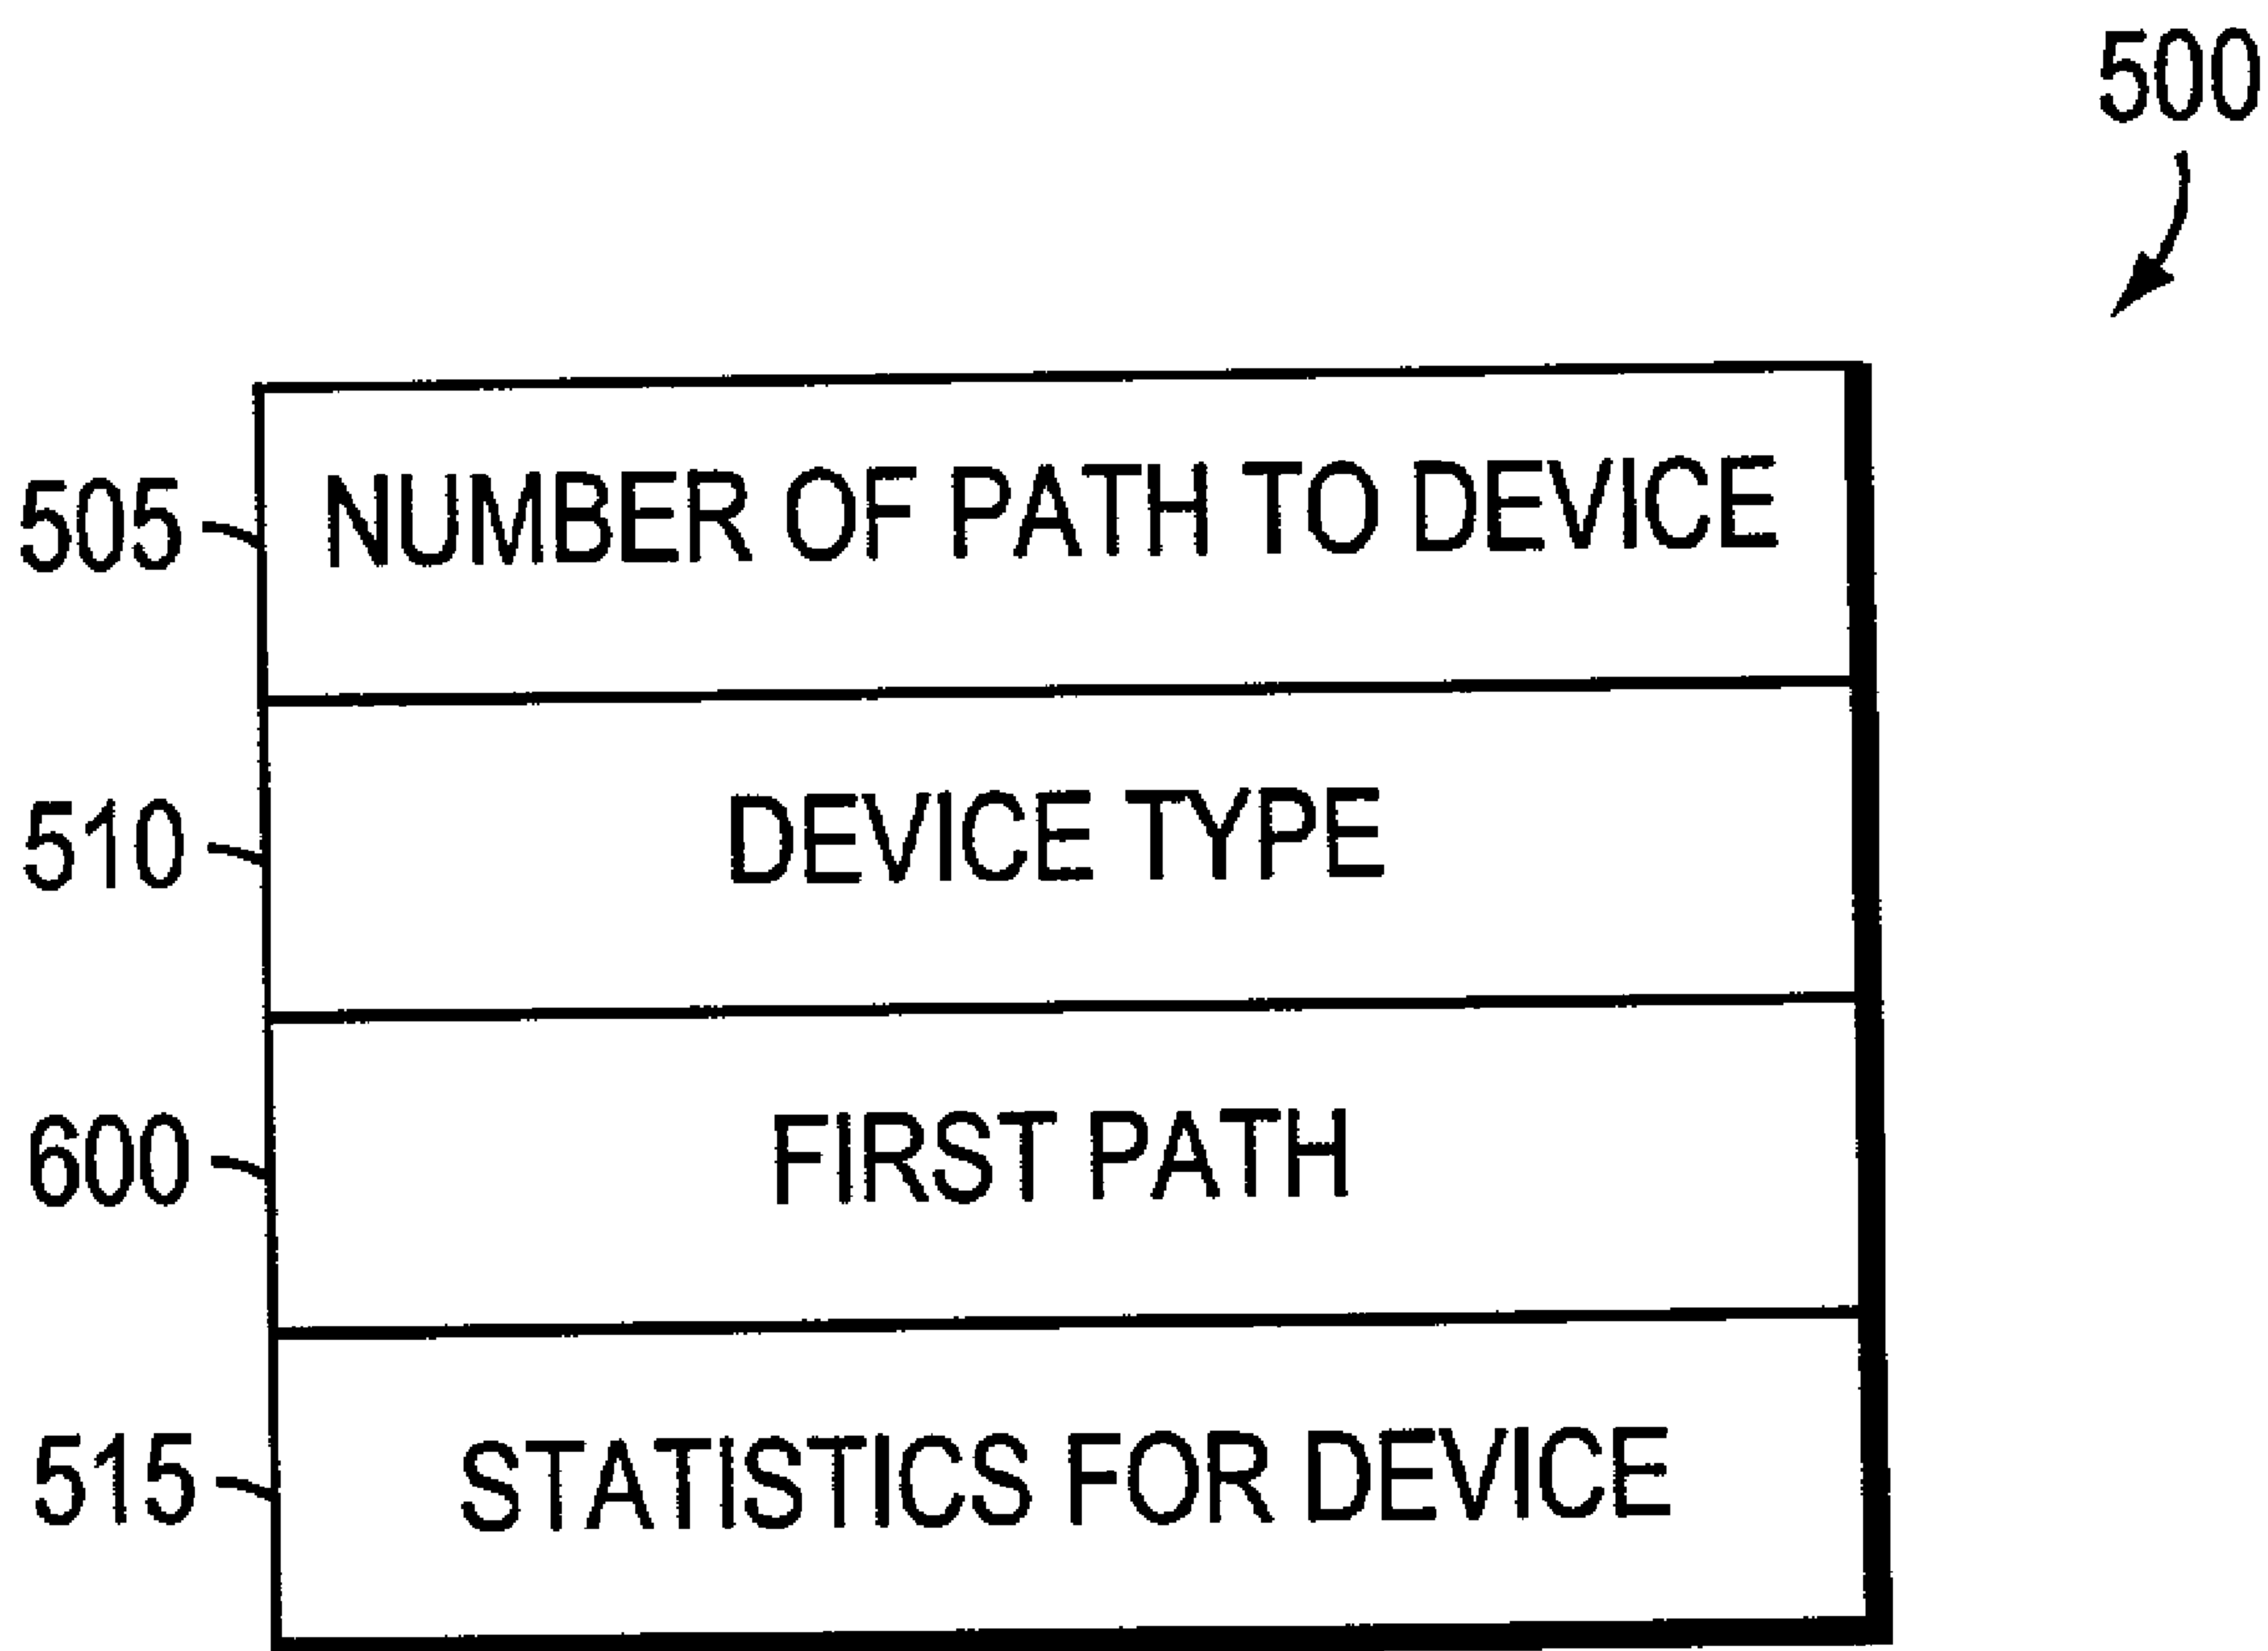 500
505 NUMBER OF PATH TO DEVICE
510 DEVICE TYPE
600 FIRST PATH
515 STATISTICS FOR DEVICE